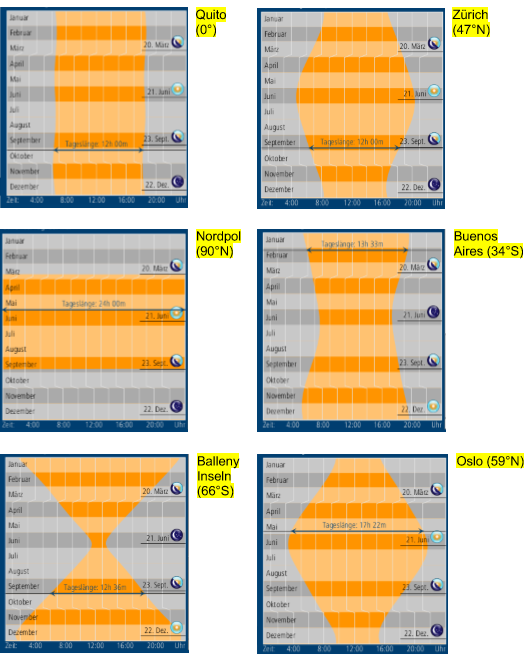 Januar
Februar
März
20. März
April
Mai
Juni
21. Juni
Juli
August
September
23. Sept.
Tageslänge: 12h 00m
Oktober
November
Dezember
22. Dez.
Zeit: 4:00 8:00 12:00 16:00 20:00 Uhr
Quito
(0°)
Januar
Februar
März
20. März
April
Mai
Juni
21. Juni
Juli
August
September
23. Sept.
Tageslänge: 12h 00m
Oktober
November
Dezember
22. Dez.
Zeit: 4:00 8:00 12:00 16:00 20:00 Uhr
Zürich
(47°N)
Januar
Februar
März
20. März
April
Mai
Tageslänge: 24h 00m
Juni
21. Juni
Juli
August
September
23. Sept.
Oktober
November
Dezember
22. Dez.
Zeit: 4:00 8:00 12:00 16:00 20:00 Uhr
Nordpol
(90°N)
Januar
Tageslänge: 13h 33m
Februar
März
20. März
April
Mai
Juni
21. Juni
Juli
August
September
23. Sept.
Oktober
November
Dezember
22. Dez.
Zeit: 4:00 8:00 12:00 16:00 20:00 Uhr
Buenos
Aires (34°S)
Januar
Februar
März
20. März
April
Mai
Juni
21. Juni
Juli
August
September
23. Sept.
Tageslänge: 12h 36m
Oktober
November
Dezember
22. Dez.
Zeit: 4:00 8:00 12:00 16:00 20:00 Uhr
Balleny
Inseln
(66°S)
Januar
Februar
März
20. März
April
Mai
Tageslänge: 17h 22m
Juni
21. Juni
Juli
August
September
23. Sept.
Oktober
November
Dezember
22. Dez.
Zeit: 4:00 8:00 12:00 16:00 20:00 Uhr
Oslo (59°N)